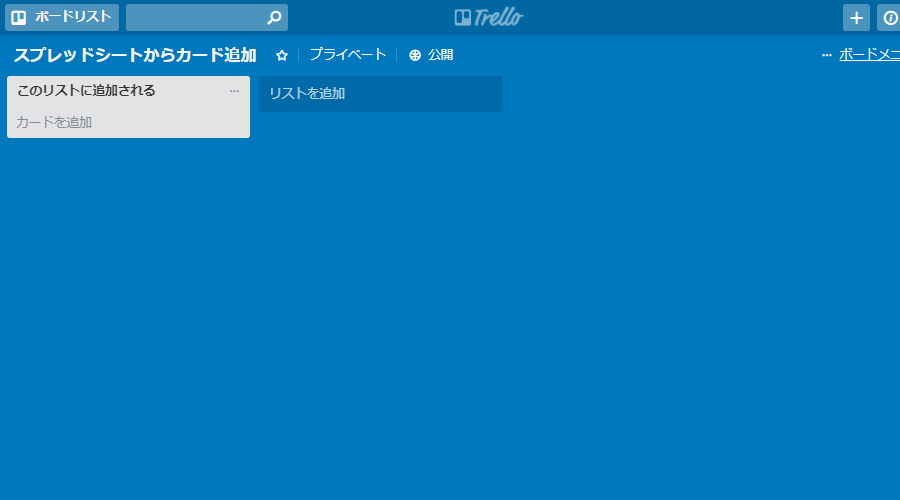 ボードリスト
Trello
スプレッドシートからカード追加
プライベート
公開
... ボードメニ
このリストに追加される ...
カードを追加
リストを追加